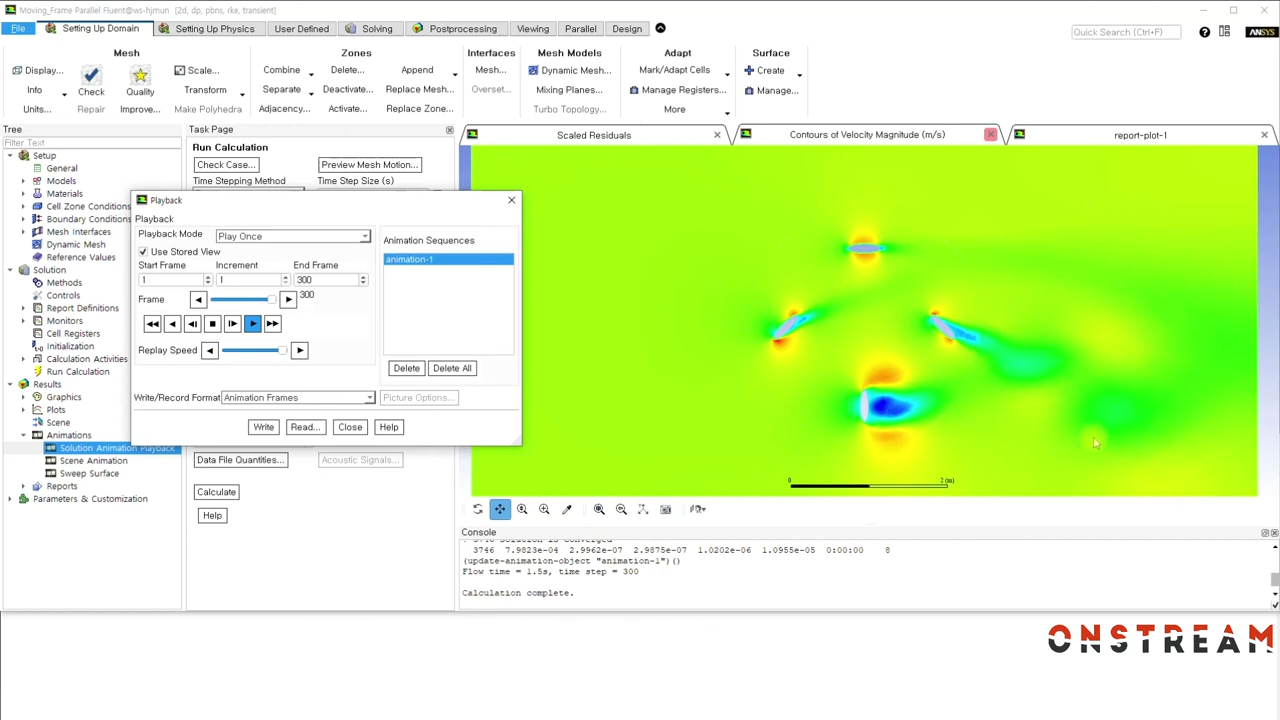 Moving_Frame Parallel Fluent@ws-hjmun [2d, dp, pbns, rke, transient]
File Setting Up Domain Setting Up Physics User Defined Solving Postprocessing Viewing Parallel Design Quick Search (Ctrl+F) ANSYS
Mesh Zones Interfaces Mesh Models Adapt Surface
Display... Scale... Combine Delete... Append Mesh... Dynamic Mesh... Mark/Adapt Cells Create
Info Check Quality Transform Separate Deactivate... Replace Mesh... Overset... Mixing Planes... Manage Registers... Manage...
Units... Repair Improve... Make Polyhedra Adjacency... Activate... Replace Zone... Turbo Topology... More
Tree
Filter Text
Setup
General
Models
Materials
Cell Zone Conditions
Boundary Conditions
Mesh Interfaces
Dynamic Mesh
Reference Values
Solution
Methods
Controls
Report Definitions
Monitors
Cell Registers
Initialization
Calculation Activities
Run Calculation
Results
Graphics
Plots
Scene
Animations
Solution Animation Playback
Scene Animation
Sweep Surface
Reports
Parameters & Customization
Task Page
Run Calculation
Check Case... Preview Mesh Motion...
Time Stepping Method Time Step Size (s)
Playback
Playback
Playback Mode Play Once
Use Stored View
Start Frame Increment End Frame
1 1 300
Frame 300
Replay Speed
Animation Sequences
animation-1
Delete Delete All
Write/Record Format Animation Frames Picture Options...
Write Read... Close Help
Data File Quantities... Acoustic Signals...
Calculate
Help
Scaled Residuals Contours of Velocity Magnitude (m/s) report-plot-1
0 2 (m)
Console
! 3746 solution is converged
3746 7.9823e-04 2.9962e-07 2.9875e-07 1.0202e-06 1.0955e-05 0:00:00 8
(update-animation-object "animation-1")()
Flow time = 1.5s, time step = 300
Calculation complete.
ONSTREAM